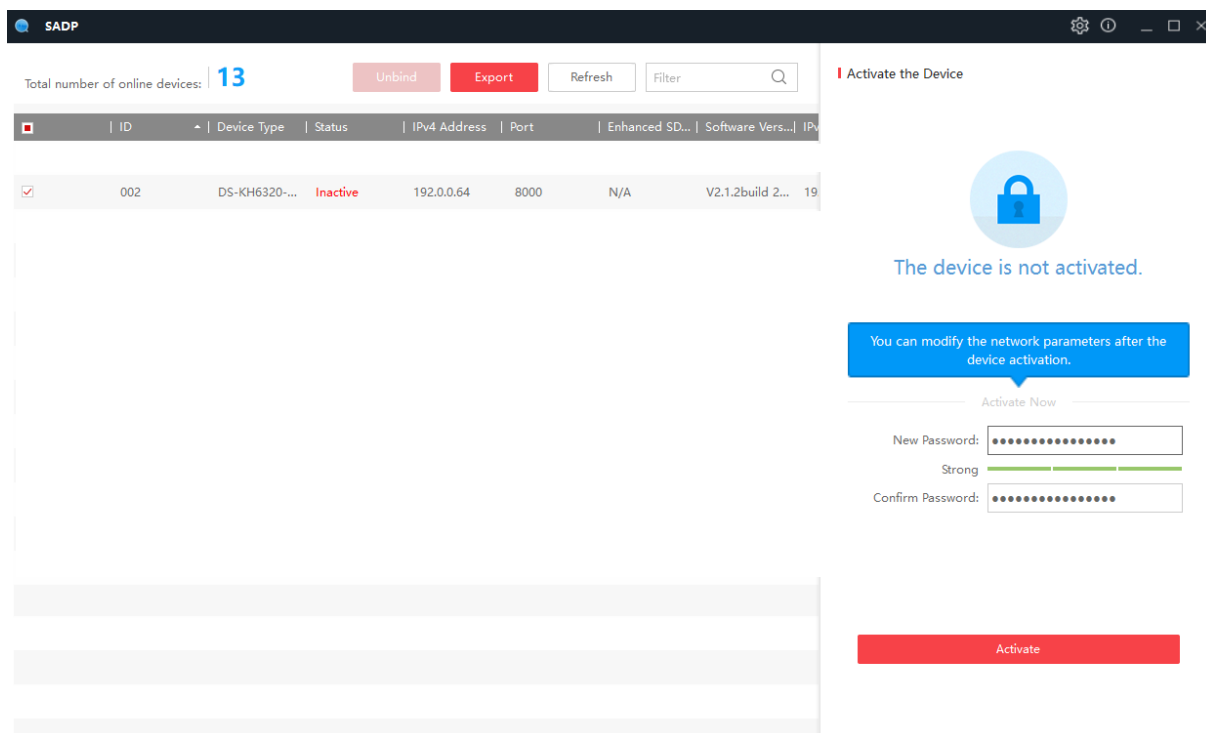 SADP
Total number of online devices: 13
Unbind
Export
Refresh
Filter
ID
Device Type
Status
IPv4 Address
Port
Enhanced SD...
Software Vers...
IPv
002
DS-KH6320-...
Inactive
192.0.0.64
8000
N/A
V2.1.2build 2...
19
Activate the Device
The device is not activated.
You can modify the network parameters after the
device activation.
Activate Now
New Password: ●●●●●●●●●●●●●●●●
Strong
Confirm Password: ●●●●●●●●●●●●●●●●
Activate